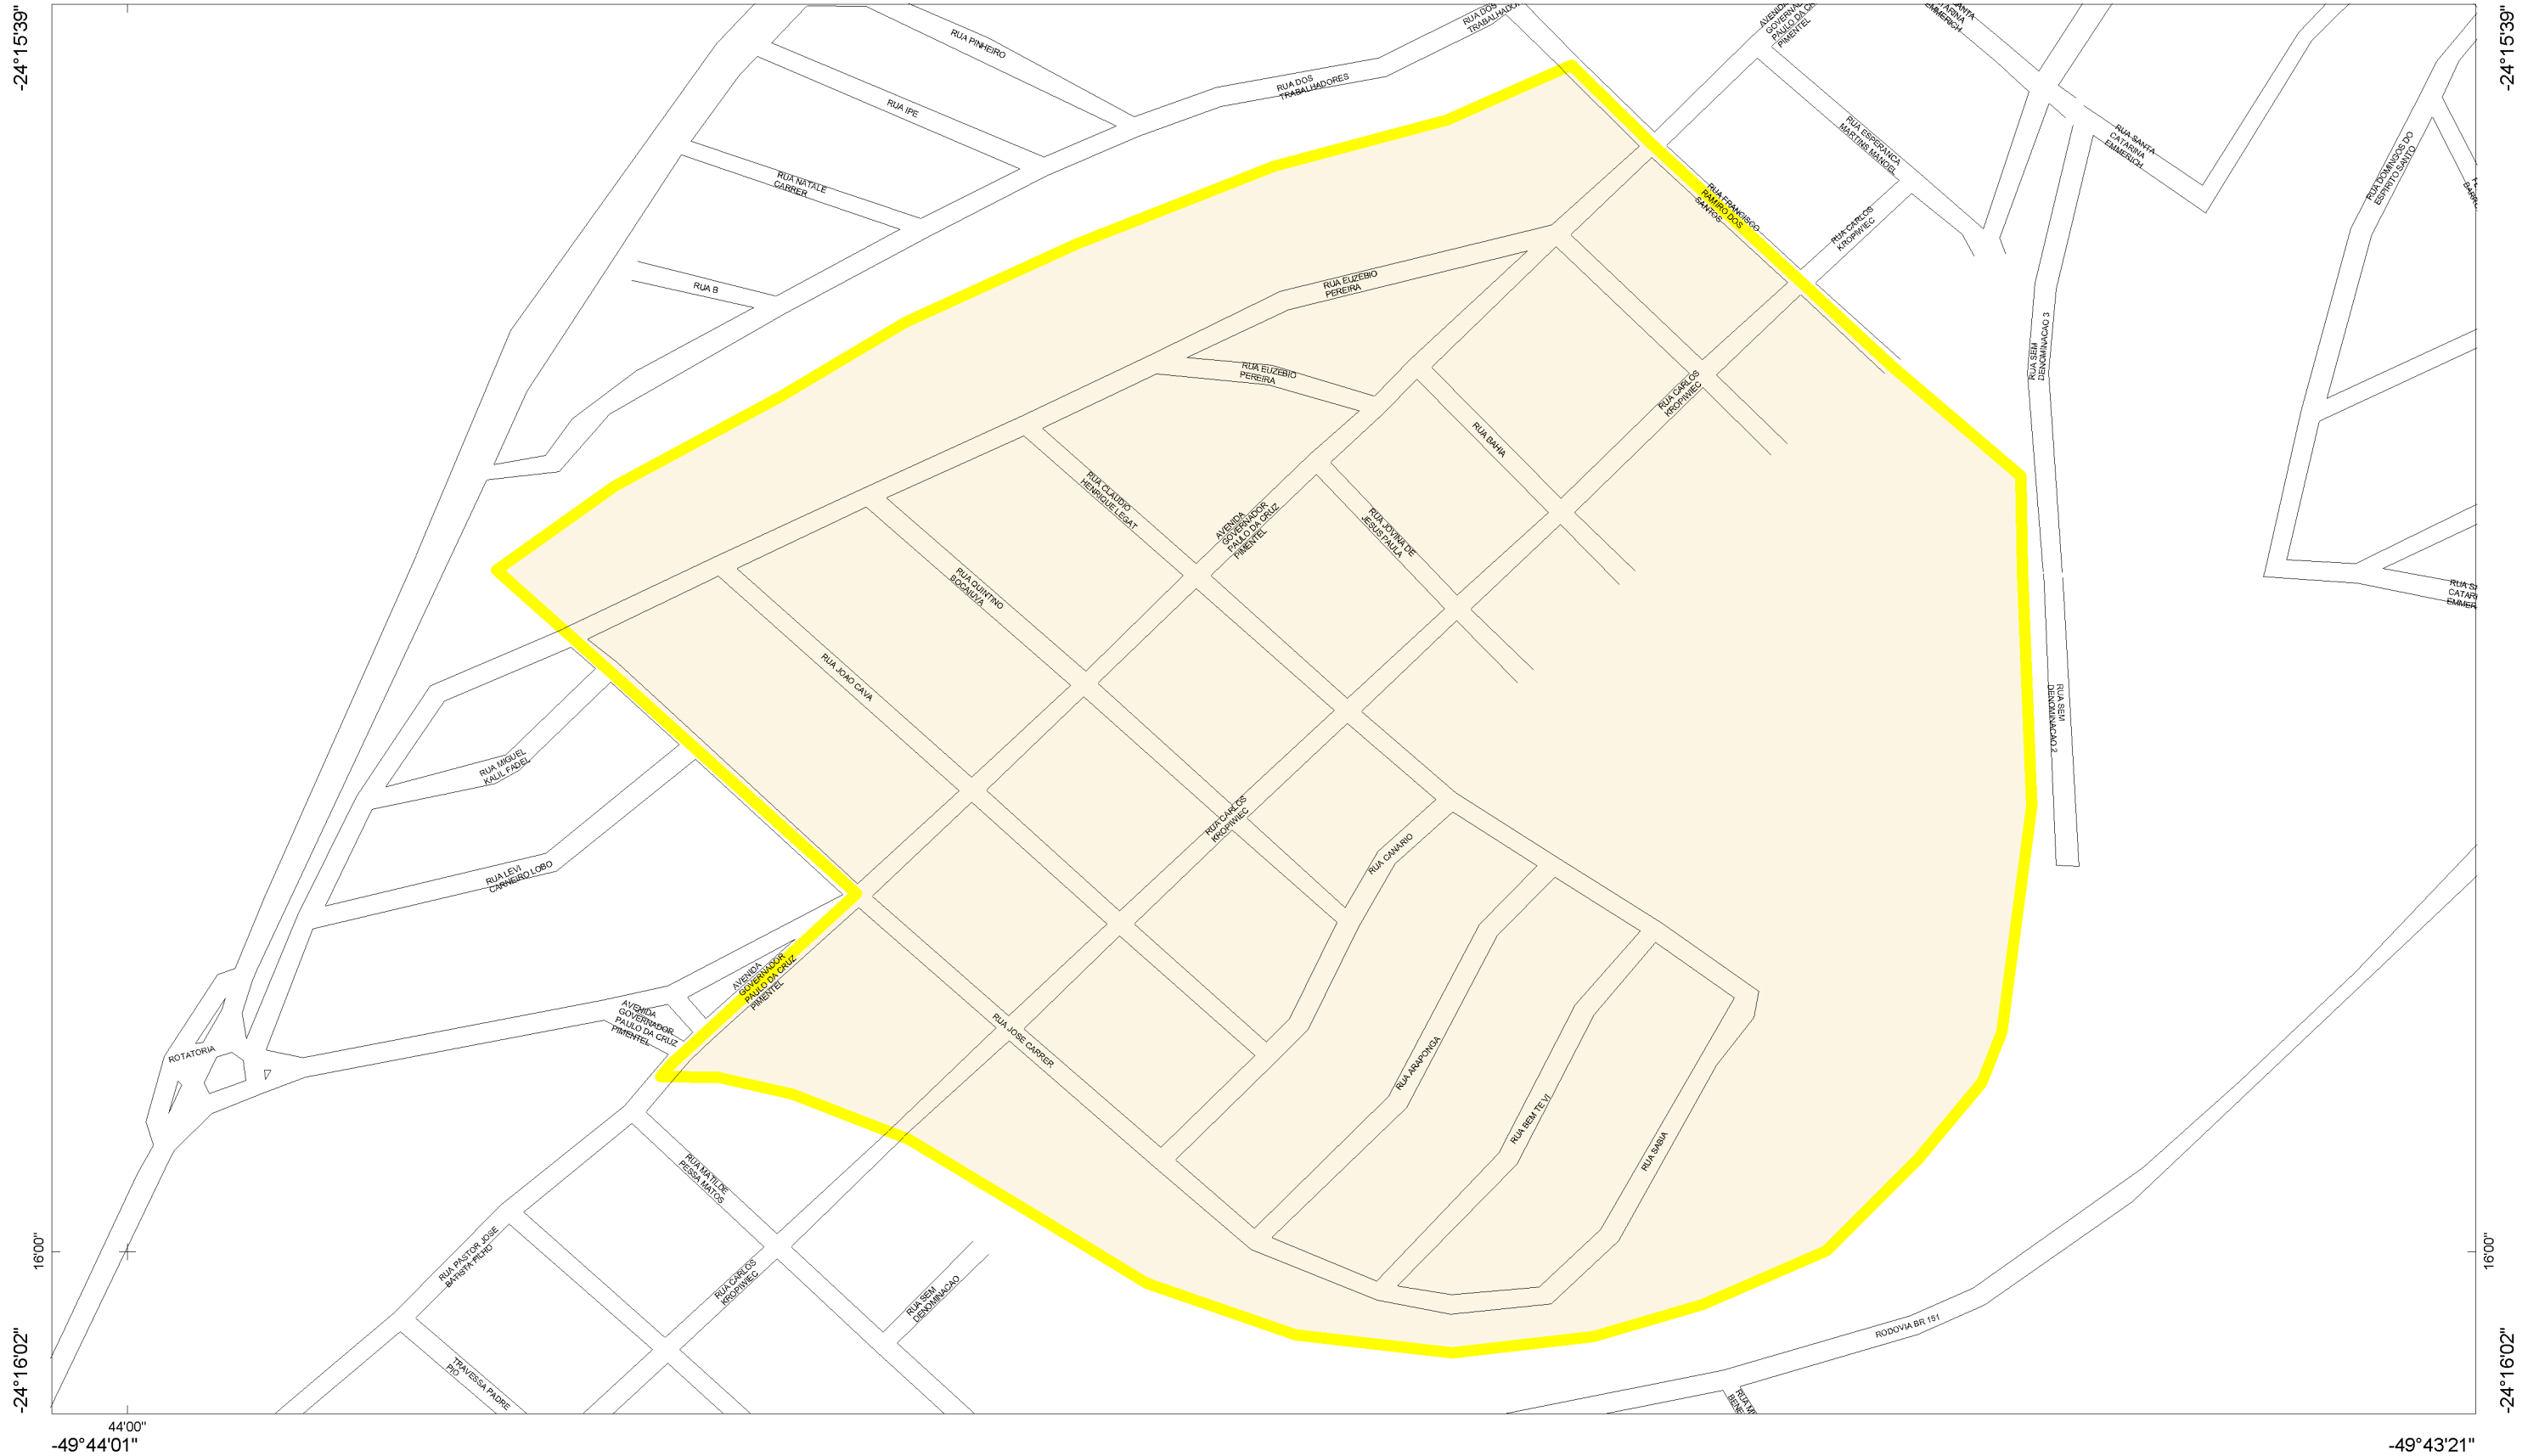 -24°15'39"
-24°15'39"
RUA PINHEIRO
RUA DOS
AVENIDA
PAULO DA
PIMENTEL
CATARINA
EMMERICH
RUA DOS
TRABALHADORES
RUA IPE
RUA ESPERANCA
MARTINS MANOEL
RUA SANTA
CATARINA
EMMERICH
RUA DOMINGOS DO
ESPIRITO SANTO
RUA NATALE
CARRER
RUA FRANCISCO
RAMIRO DOS
SANTOS
RUA CARLOS
KROPIWIEC
RUA B
RUA EUZEBIO
PEREIRA
RUA SEM
DENOMINACAO 3
RUA EUZEBIO
PEREIRA
RUA CARLOS
KROPIWIEC
RUA BAHIA
RUA CLAUDIO
HENRIQUE LEGAT
AVENIDA
GOVERNADOR
PAULO DA CRUZ
PIMENTEL
RUA JOVINA DE
JESUS PAULA
RUA QUINTINO
BOCAIUVA
RUA
RUA JOAO CAVA
RUA SEM
DENOMINACAO 2
RUA MIGUEL
KALIL FADEL
RUA CARLOS
KROPIWIEC
RUA CANARIO
RUA LEVI
CARNEIRO LOBO
AVENIDA
GOVERNADOR
PAULO DA CRUZ
PIMENTEL
AVENIDA
GOVERNADOR
PAULO DA CRUZ
PIMENTEL
RUA JOSE CARRER
ROTATORIA
RUA ARAPONGA
RUA BEM TE VI
RUA SABIA
RUA MATILDE
PESSA MATOS
16'00"
16'00"
RUA PASTOR JOSE
BATISTA FILHO
RUA CARLOS
KROPIWIEC
RUA SEM
DENOMINACAO
RODOVIA BR 151
TRAVESSA PADRE
PIO
-24°16'02"
-24°16'02"
44'00"
-49°44'01"
-49°43'21"